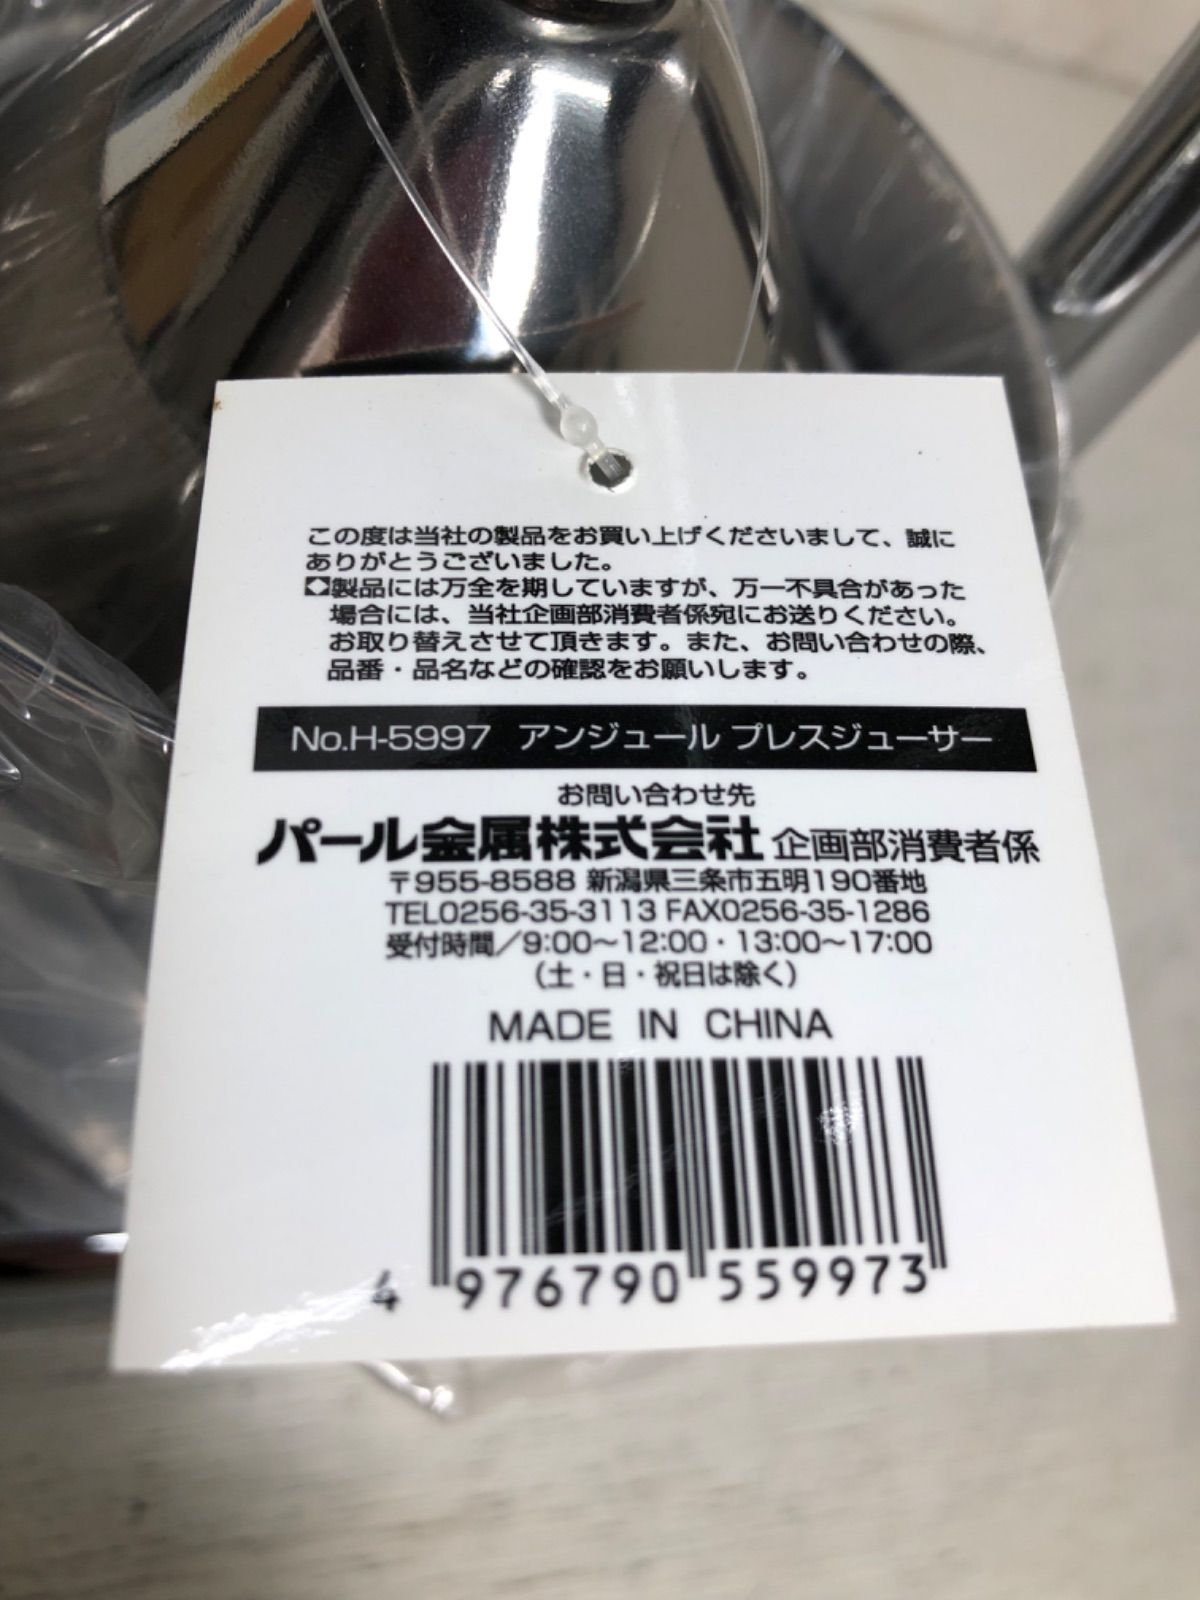 この度は当社の製品をお買い上げくださいまして、誠に
ありがとうございました。
◆製品には万全を期していますが、万一不具合があった
場合には、当社企画部消費者係宛にお送りください。
お取り替えさせて頂きます。また、お問い合わせの際、
品番・品名などの確認をお願いします。
No.H-5997 アンジュール プレスジューサー
お問い合わせ先
パール金属株式会社 企画部消費者係
〒955-8588 新潟県三条市五明190番地
TEL0256-35-3113 FAX0256-35-1286
受付時間／9:00〜12:00・13:00〜17:00
（土・日・祝日は除く）
MADE IN CHINA
4 976790 559973